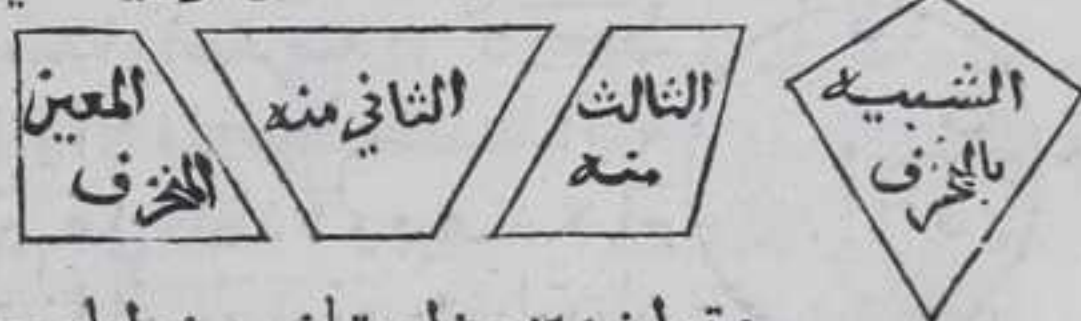 الشبيه
بالمنحرف
الثالث
منه
الثاني منه
المعين
المنحرف